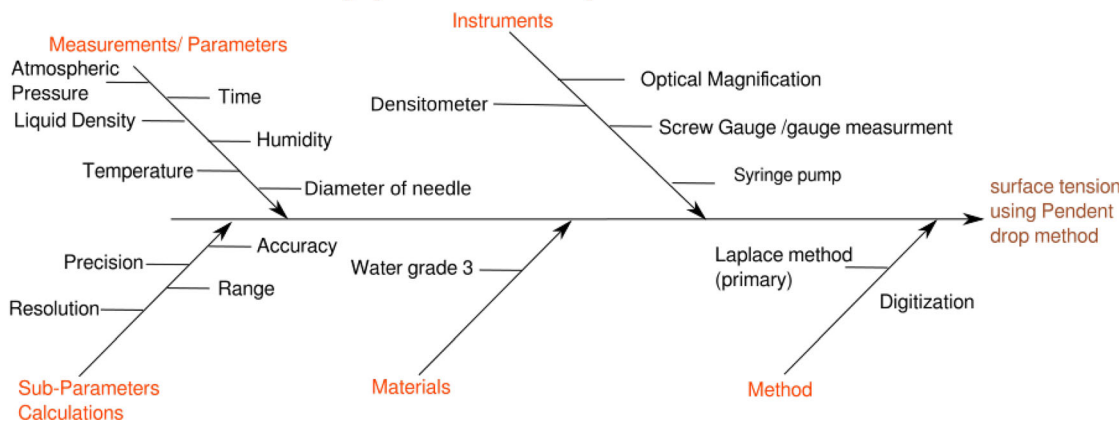 Instruments
Measurements/ Parameters
Atmospheric
Pressure
Time
Liquid Density
Humidity
Temperature
Diameter of needle
Optical Magnification
Densitometer
Screw Gauge /gauge measurment
Syringe pump
surface tension
using Pendent
drop method
Accuracy
Precision
Range
Resolution
Sub-Parameters
Calculations
Water grade 3
Materials
Laplace method
(primary)
Digitization
Method